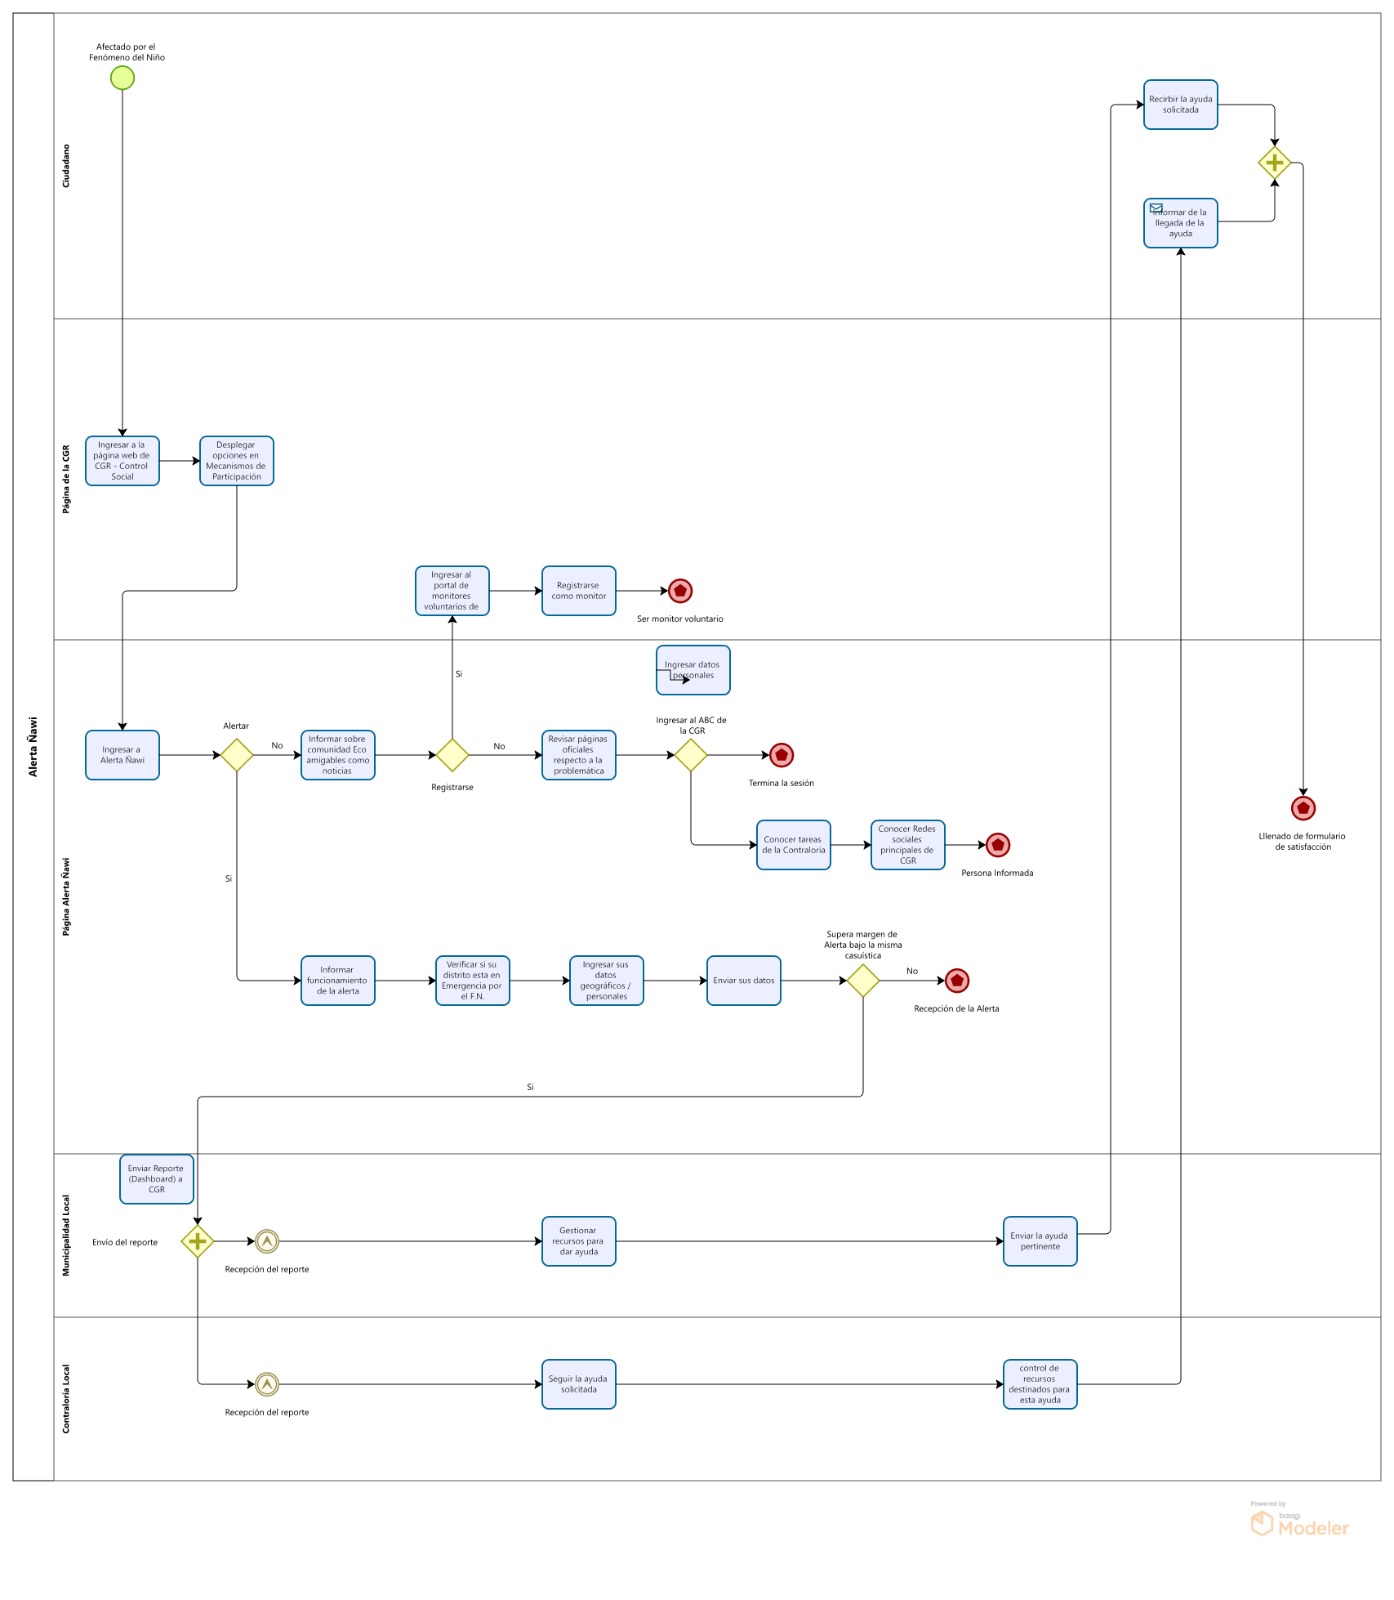 Afectado por el
Fenómeno del Niño
Recirbir la ayuda
solicitada
Ciudadano
Informar de la
llegada de la
ayuda
Página de la CGR
Ingresar a la
página web de
CGR - Control
Social
Desplegar
opciones en
Mecanismos de
Participación
Ingresar al
portal de
monitores
voluntarios de
Registrarse
como monitor
Ser monitor voluntario
Alerta Ñawi
Página Alerta Ñawi
Si
Ingresar datos
personales
Ingresar a
Alerta Ñawi
Alertar
No
Informar sobre
comunidad Eco
amigables como
noticias
Registrarse
No
Revisar páginas
oficiales
respecto a la
problemática
Ingresar al ABC de
la CGR
Termina la sesión
Conocer tareas
de la Contraloría
Conocer Redes
sociales
principales de
CGR
Persona Informada
Lllenado de formulario
de satisfacción
Si
Informar
funcionamiento
de la alerta
Verificar si su
distrito esta en
Emergencia por
el F.N.
Ingresar sus
datos
geográficos /
personales
Enviar sus datos
Supera margen de
Alerta bajo la misma
casuística
No
Recepción de la Alerta
Si
Municipalidad Local
Enviar Reporte
(Dashboard) a
CGR
Envío del reporte
Recepción del reporte
Gestionar
recursos para
dar ayuda
Enviar la ayuda
pertinente
Contraloría Local
Recepción del reporte
Seguir la ayuda
solicitada
control de
recursos
destinados para
esta ayuda
Powered by
bizagi
Modeler